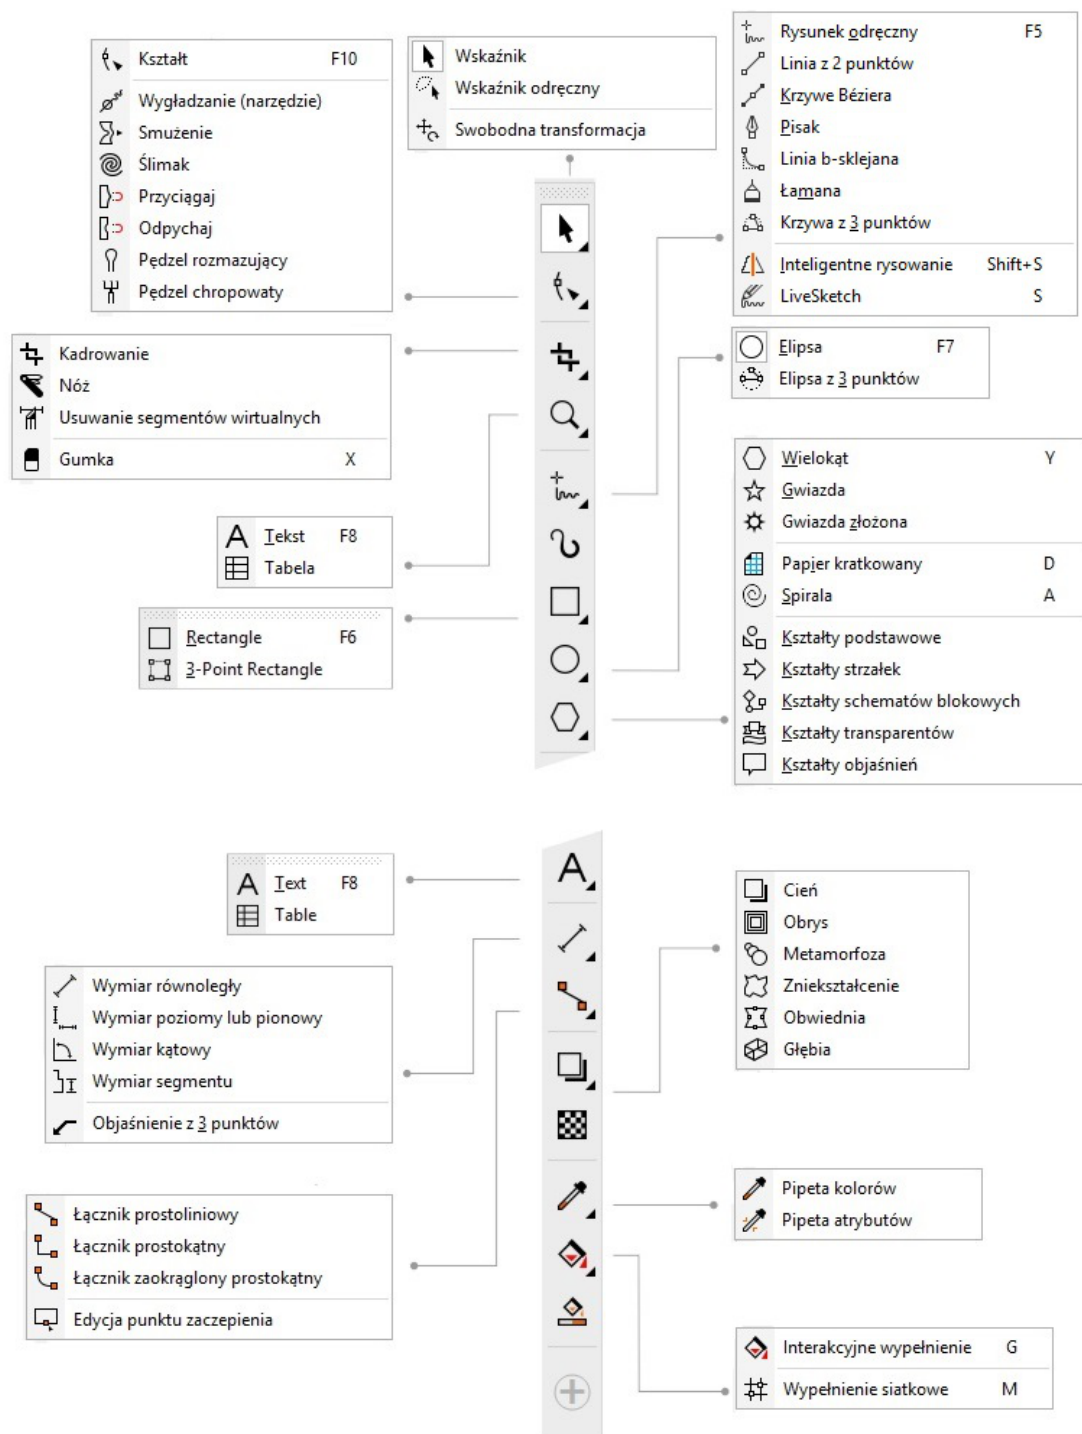 Kształt F10
Wygładzanie (narzędzie)
Smużenie
Ślimak
Przyciągaj
Odpychaj
Pędzel rozmazujący
Pędzel chropowaty
Wskaźnik
Wskaźnik odręczny
Swobodna transformacja
Rysunek odręczny F5
Linia z 2 punktów
Krzywe Béziera
Pisak
Linia b-sklejana
Łamana
Krzywa z 3 punktów
Inteligentne rysowanie Shift+S
LiveSketch S
Kadrowanie
Nóż
Usuwanie segmentów wirtualnych
Gumka X
Elipsa F7
Elipsa z 3 punktów
Tekst F8
Tabela
Rectangle F6
3-Point Rectangle
Wielokąt Y
Gwiazda
Gwiazda złożona
Papier kratkowany D
Spirala A
Kształty podstawowe
Kształty strzałek
Kształty schematów blokowych
Kształty transparentów
Kształty objaśnień
Text F8
Table
Wymiar równoległy
Wymiar poziomy lub pionowy
Wymiar kątowy
Wymiar segmentu
Objaśnienie z 3 punktów
Cień
Obrys
Metamorfoza
Zniekształcenie
Obwiednia
Głębia
Łącznik prostoliniowy
Łącznik prostokątny
Łącznik zaokrąglony prostokątny
Edycja punktu zaczepienia
Pipeta kolorów
Pipeta atrybutów
Interakcyjne wypełnienie G
Wypełnienie siatkowe M